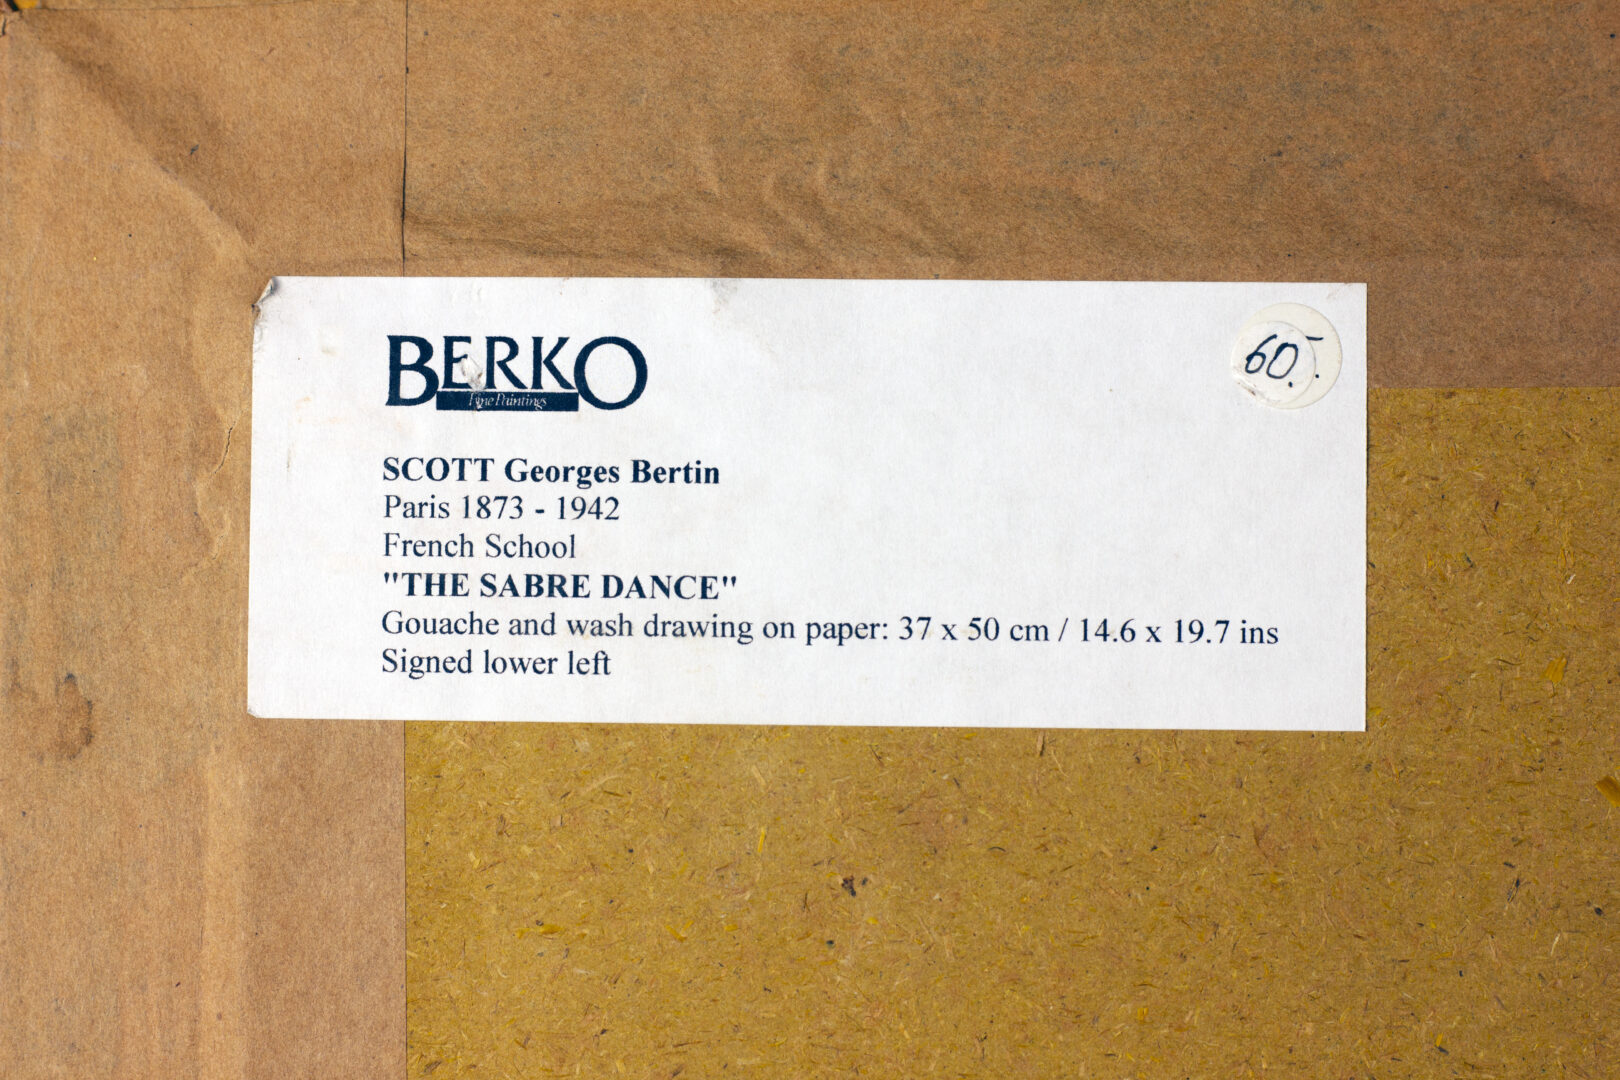 BERKO
Fine Paintings
60.-.
SCOTT Georges Bertin
Paris 1873 - 1942
French School
"THE SABRE DANCE"
Gouache and wash drawing on paper: 37 x 50 cm / 14.6 x 19.7 ins
Signed lower left